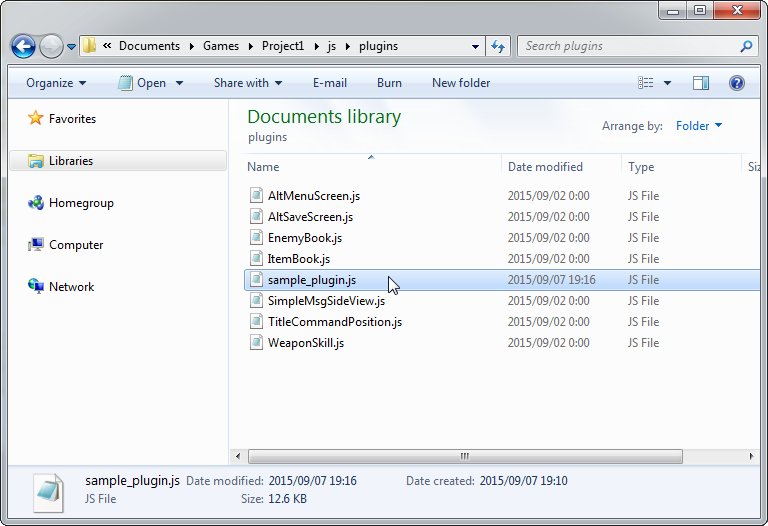 « Documents ▸ Games ▸ Project1 ▸ js ▸ plugins
Search plugins
Organize Open Share with E-mail Burn New folder
Favorites
Libraries
Homegroup
Computer
Network
Documents library
plugins
Arrange by: Folder
Name Date modified Type
AltMenuScreen.js 2015/09/02 0:00 JS File
AltSaveScreen.js 2015/09/02 0:00 JS File
EnemyBook.js 2015/09/02 0:00 JS File
ItemBook.js 2015/09/02 0:00 JS File
sample_plugin.js 2015/09/07 19:16 JS File
SimpleMsgSideView.js 2015/09/02 0:00 JS File
TitleCommandPosition.js 2015/09/02 0:00 JS File
WeaponSkill.js 2015/09/02 0:00 JS File
sample_plugin.js Date modified: 2015/09/07 19:16 Date created: 2015/09/07 19:10
JS File Size: 12.6 KB